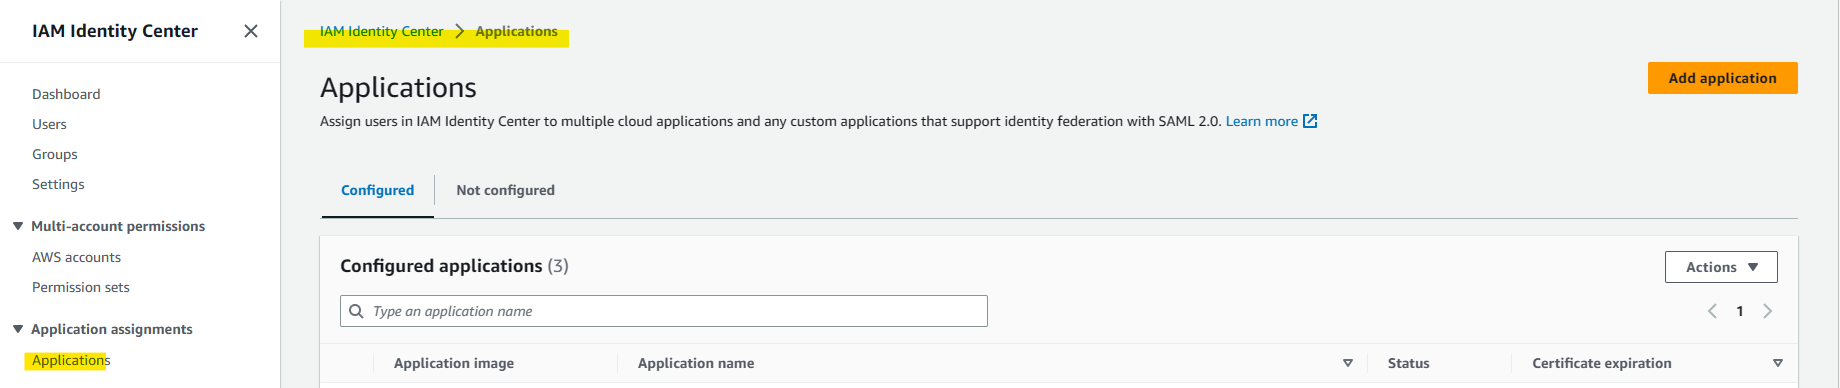 IAM Identity Center
Dashboard
Users
Groups
Settings
Multi-account permissions
AWS accounts
Permission sets
Application assignments
Applications
IAM Identity Center > Applications
Applications
Add application
Assign users in IAM Identity Center to multiple cloud applications and any custom applications that support identity federation with SAML 2.0. Learn more
Configured Not configured
Configured applications (3)
Actions
Type an application name
1
Application image Application name Status Certificate expiration